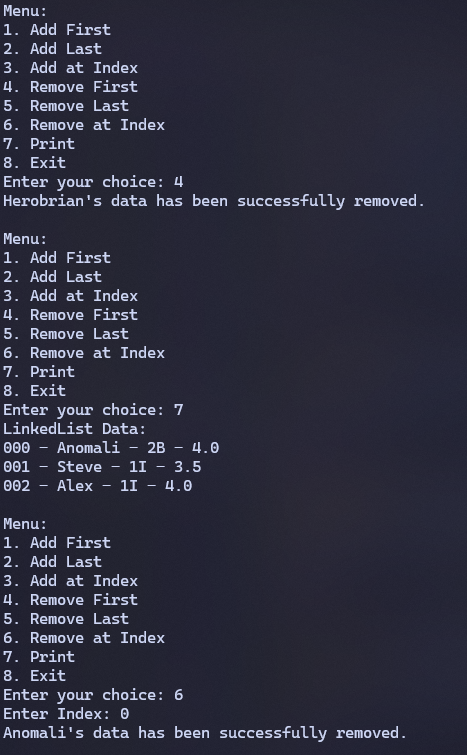 Menu:
1. Add First
2. Add Last
3. Add at Index
4. Remove First
5. Remove Last
6. Remove at Index
7. Print
8. Exit
Enter your choice: 4
Herobrian's data has been successfully removed.
Menu:
1. Add First
2. Add Last
3. Add at Index
4. Remove First
5. Remove Last
6. Remove at Index
7. Print
8. Exit
Enter your choice: 7
LinkedList Data:
000 - Anomali - 2B - 4.0
001 - Steve - 1I - 3.5
002 - Alex - 1I - 4.0
Menu:
1. Add First
2. Add Last
3. Add at Index
4. Remove First
5. Remove Last
6. Remove at Index
7. Print
8. Exit
Enter your choice: 6
Enter Index: 0
Anomali's data has been successfully removed.